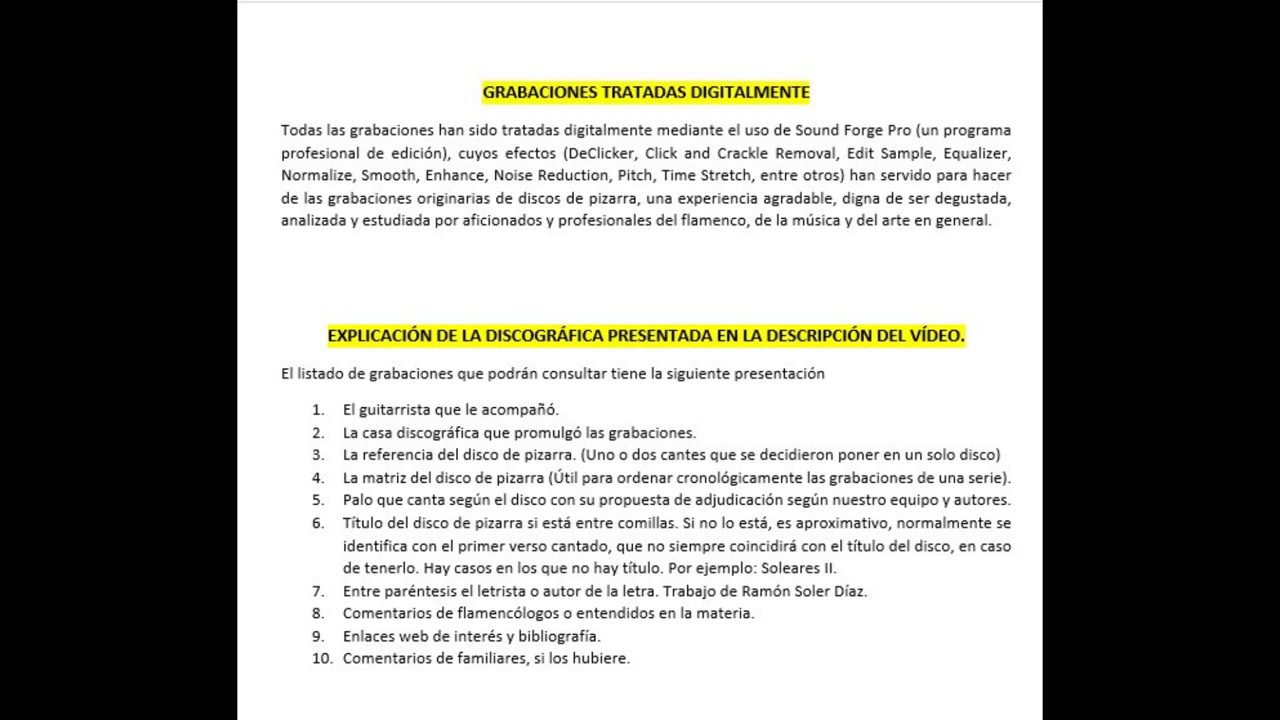 GRABACIONES TRATADAS DIGITALMENTE
Todas las grabaciones han sido tratadas digitalmente mediante el uso de Sound Forge Pro (un programa
profesional de edición), cuyos efectos (DeClicker, Click and Crackle Removal, Edit Sample, Equalizer,
Normalize, Smooth, Enhance, Noise Reduction, Pitch, Time Stretch, entre otros) han servido para hacer
de las grabaciones originarias de discos de pizarra, una experiencia agradable, digna de ser degustada,
analizada y estudiada por aficionados y profesionales del flamenco, de la música y del arte en general.
EXPLICACIÓN DE LA DISCOGRÁFICA PRESENTADA EN LA DESCRIPCIÓN DEL VÍDEO.
El listado de grabaciones que podrán consultar tiene la siguiente presentación
1. El guitarrista que le acompañó.
2. La casa discográfica que promulgó las grabaciones.
3. La referencia del disco de pizarra. (Uno o dos cantes que se decidieron poner en un solo disco)
4. La matriz del disco de pizarra (Útil para ordenar cronológicamente las grabaciones de una serie).
5. Palo que canta según el disco con su propuesta de adjudicación según nuestro equipo y autores.
6. Título del disco de pizarra si está entre comillas. Si no lo está, es aproximativo, normalmente se
identifica con el primer verso cantado, que no siempre coincidirá con el título del disco, en caso
de tenerlo. Hay casos en los que no hay título. Por ejemplo: Soleares II.
7. Entre paréntesis el letrista o autor de la letra. Trabajo de Ramón Soler Díaz.
8. Comentarios de flamencólogos o entendidos en la materia.
9. Enlaces web de interés y bibliografía.
10. Comentarios de familiares, si los hubiere.